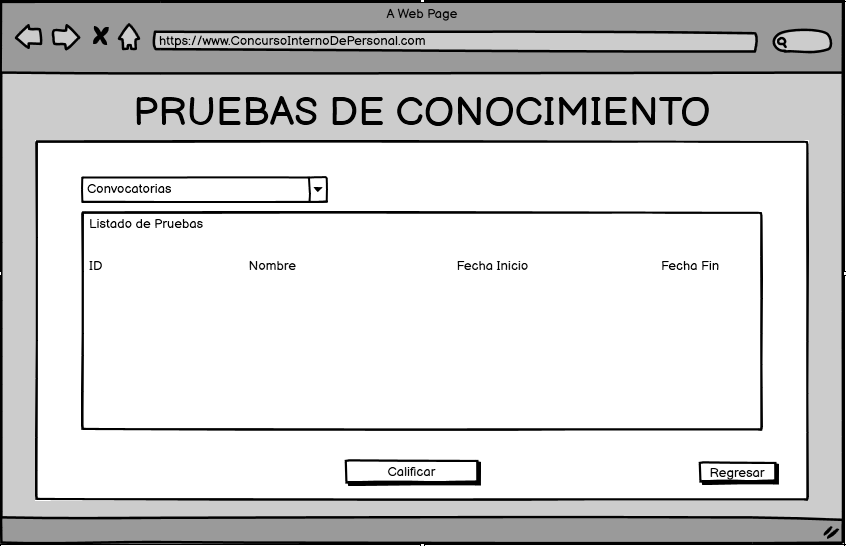 A Web Page
https://www.ConcursoInternoDePersonal.com
PRUEBAS DE CONOCIMIENTO
Convocatorias
Listado de Pruebas
ID Nombre Fecha Inicio Fecha Fin
Calificar Regresar